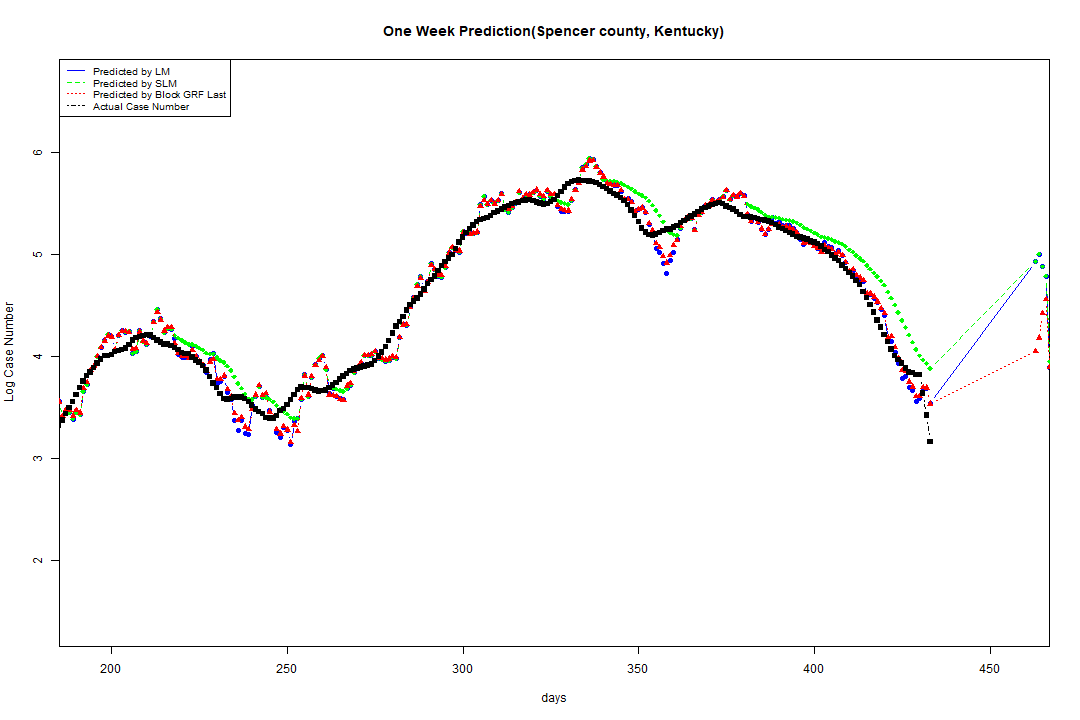 One Week Prediction(Spencer county, Kentucky)
Predicted by LM
Predicted by SLM
Predicted by Block GRF Last
Actual Case Number
6
5
4
3
2
Log Case Number
200 250 300 350 400 450
days